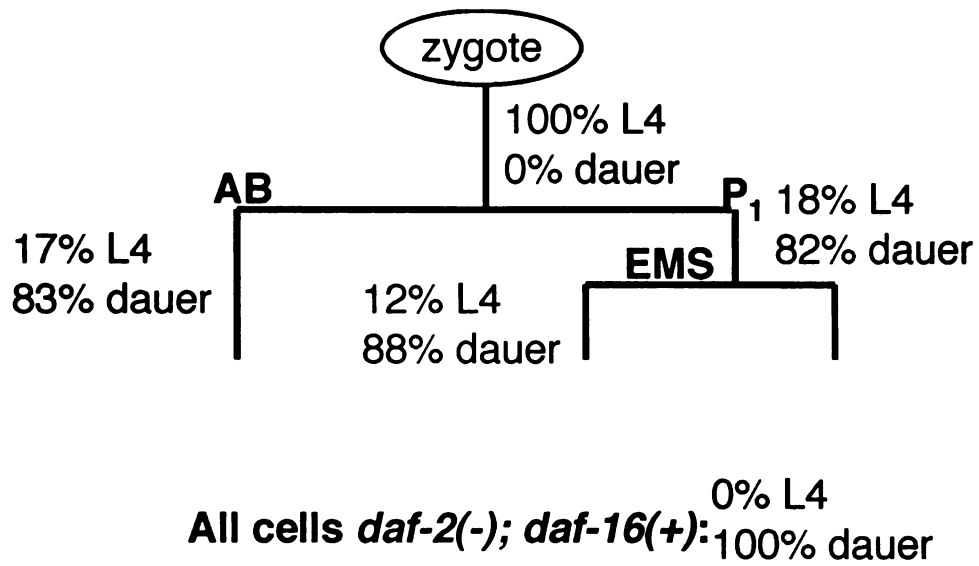 zygote
100% L4
0% dauer
AB
P1
18% L4
82% dauer
17% L4
83% dauer
EMS
12% L4
88% dauer
All cells daf-2(-); daf-16(+):
0% L4
100% dauer